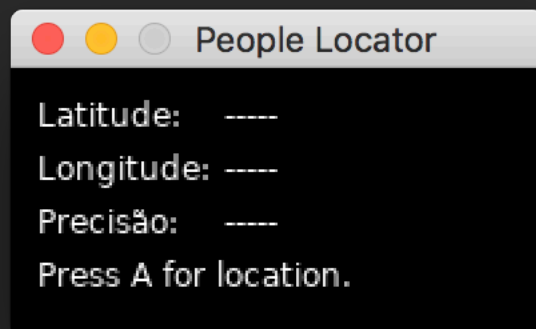 People Locator
Latitude: -----
Longitude: -----
Precisão: -----
Press A for location.